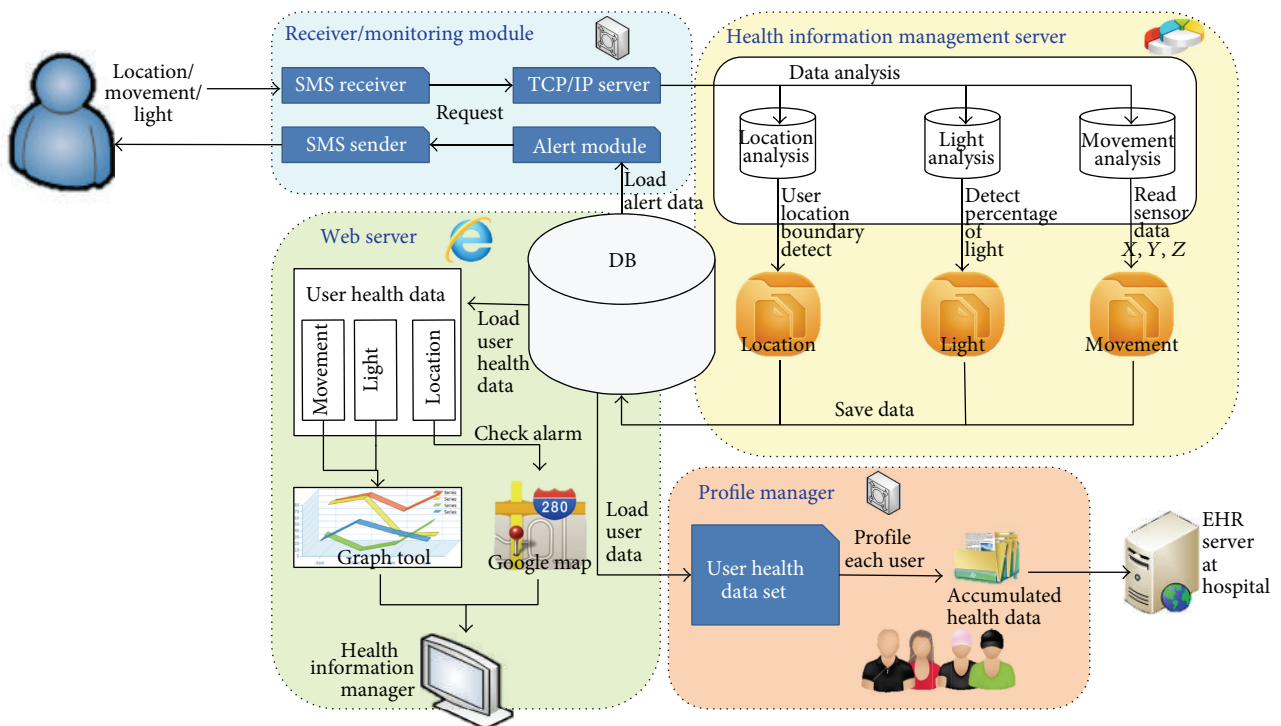 Receiver/monitoring module
Health information management server
Location/
movement/
light
SMS receiver
TCP/IP server
Request
SMS sender
Alert module
Load
alert data
Data analysis
Location
analysis
Light
analysis
Movement
analysis
User
location
boundary
detect
Detect
percentage
of
light
Read
sensor
data
X, Y, Z
Location
Light
Movement
Save data
Web server
DB
User health data
Movement
Light
Location
Load
user
health
data
Check alarm
Series
Series
Series
Series
Graph tool
280
Google map
Load
user
data
Health
information
manager
Profile manager
User health
data set
Profile
each user
Accumulated
health data
EHR
server
at
hospital